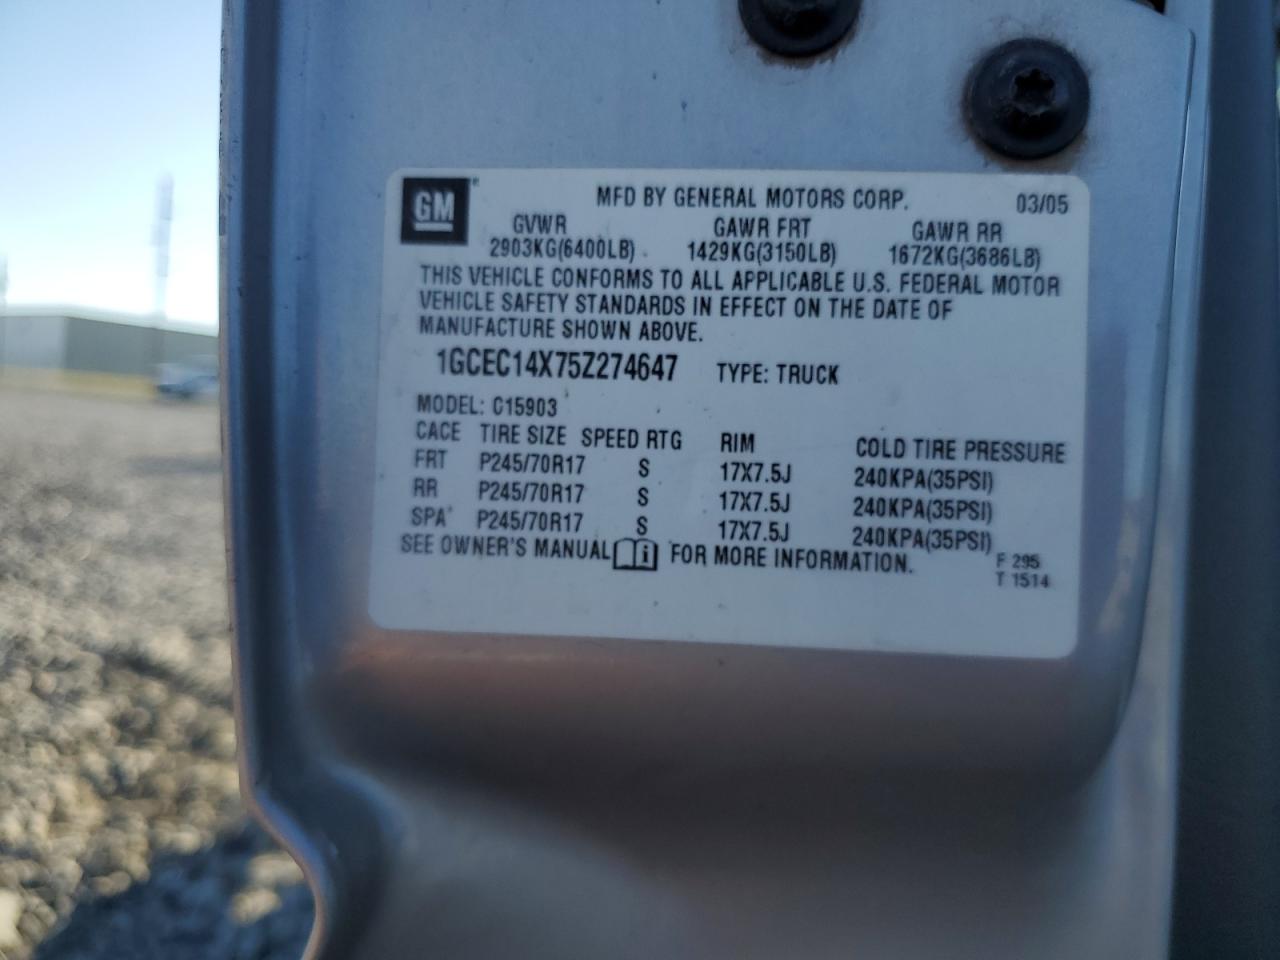 GM
MFD BY GENERAL MOTORS CORP. 03/05
GVWR GAWR FRT GAWR RR
2903KG(6400LB) 1429KG(3150LB) 1672KG(3686LB)
THIS VEHICLE CONFORMS TO ALL APPLICABLE U.S. FEDERAL MOTOR
VEHICLE SAFETY STANDARDS IN EFFECT ON THE DATE OF
MANUFACTURE SHOWN ABOVE.
1GCEC14X75Z274647 TYPE: TRUCK
MODEL: C15903
CACE TIRE SIZE SPEED RTG RIM COLD TIRE PRESSURE
FRT P245/70R17 S 17X7.5J 240KPA(35PSI)
RR P245/70R17 S 17X7.5J 240KPA(35PSI)
SPA P245/70R17 S 17X7.5J 240KPA(35PSI)
SEE OWNER'S MANUAL FOR MORE INFORMATION. F 295
T 1514